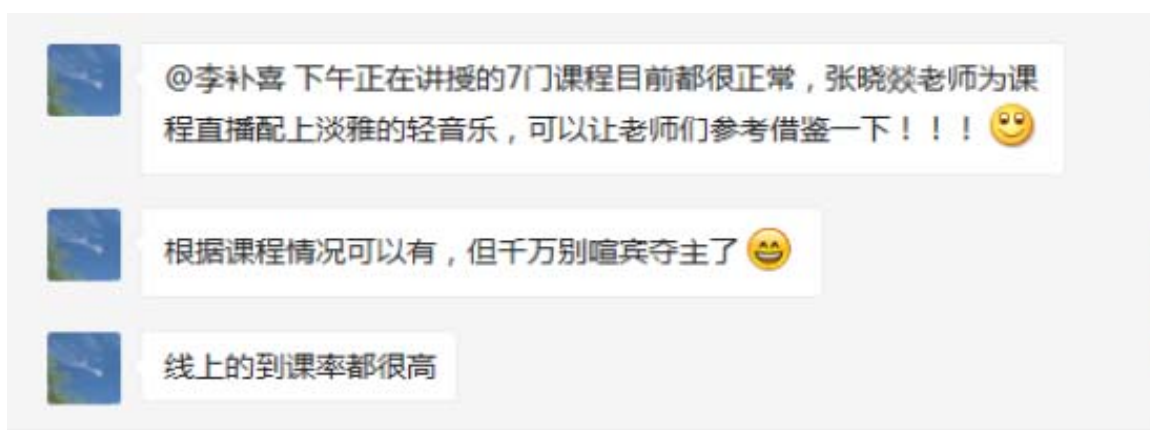 @李补喜 下午正在讲授的7门课程目前都很正常，张晓燚老师为课
程直播配上淡雅的轻音乐，可以让老师们参考借鉴一下！！！
根据课程情况可以有，但千万别喧宾夺主了
线上的到课率都很高